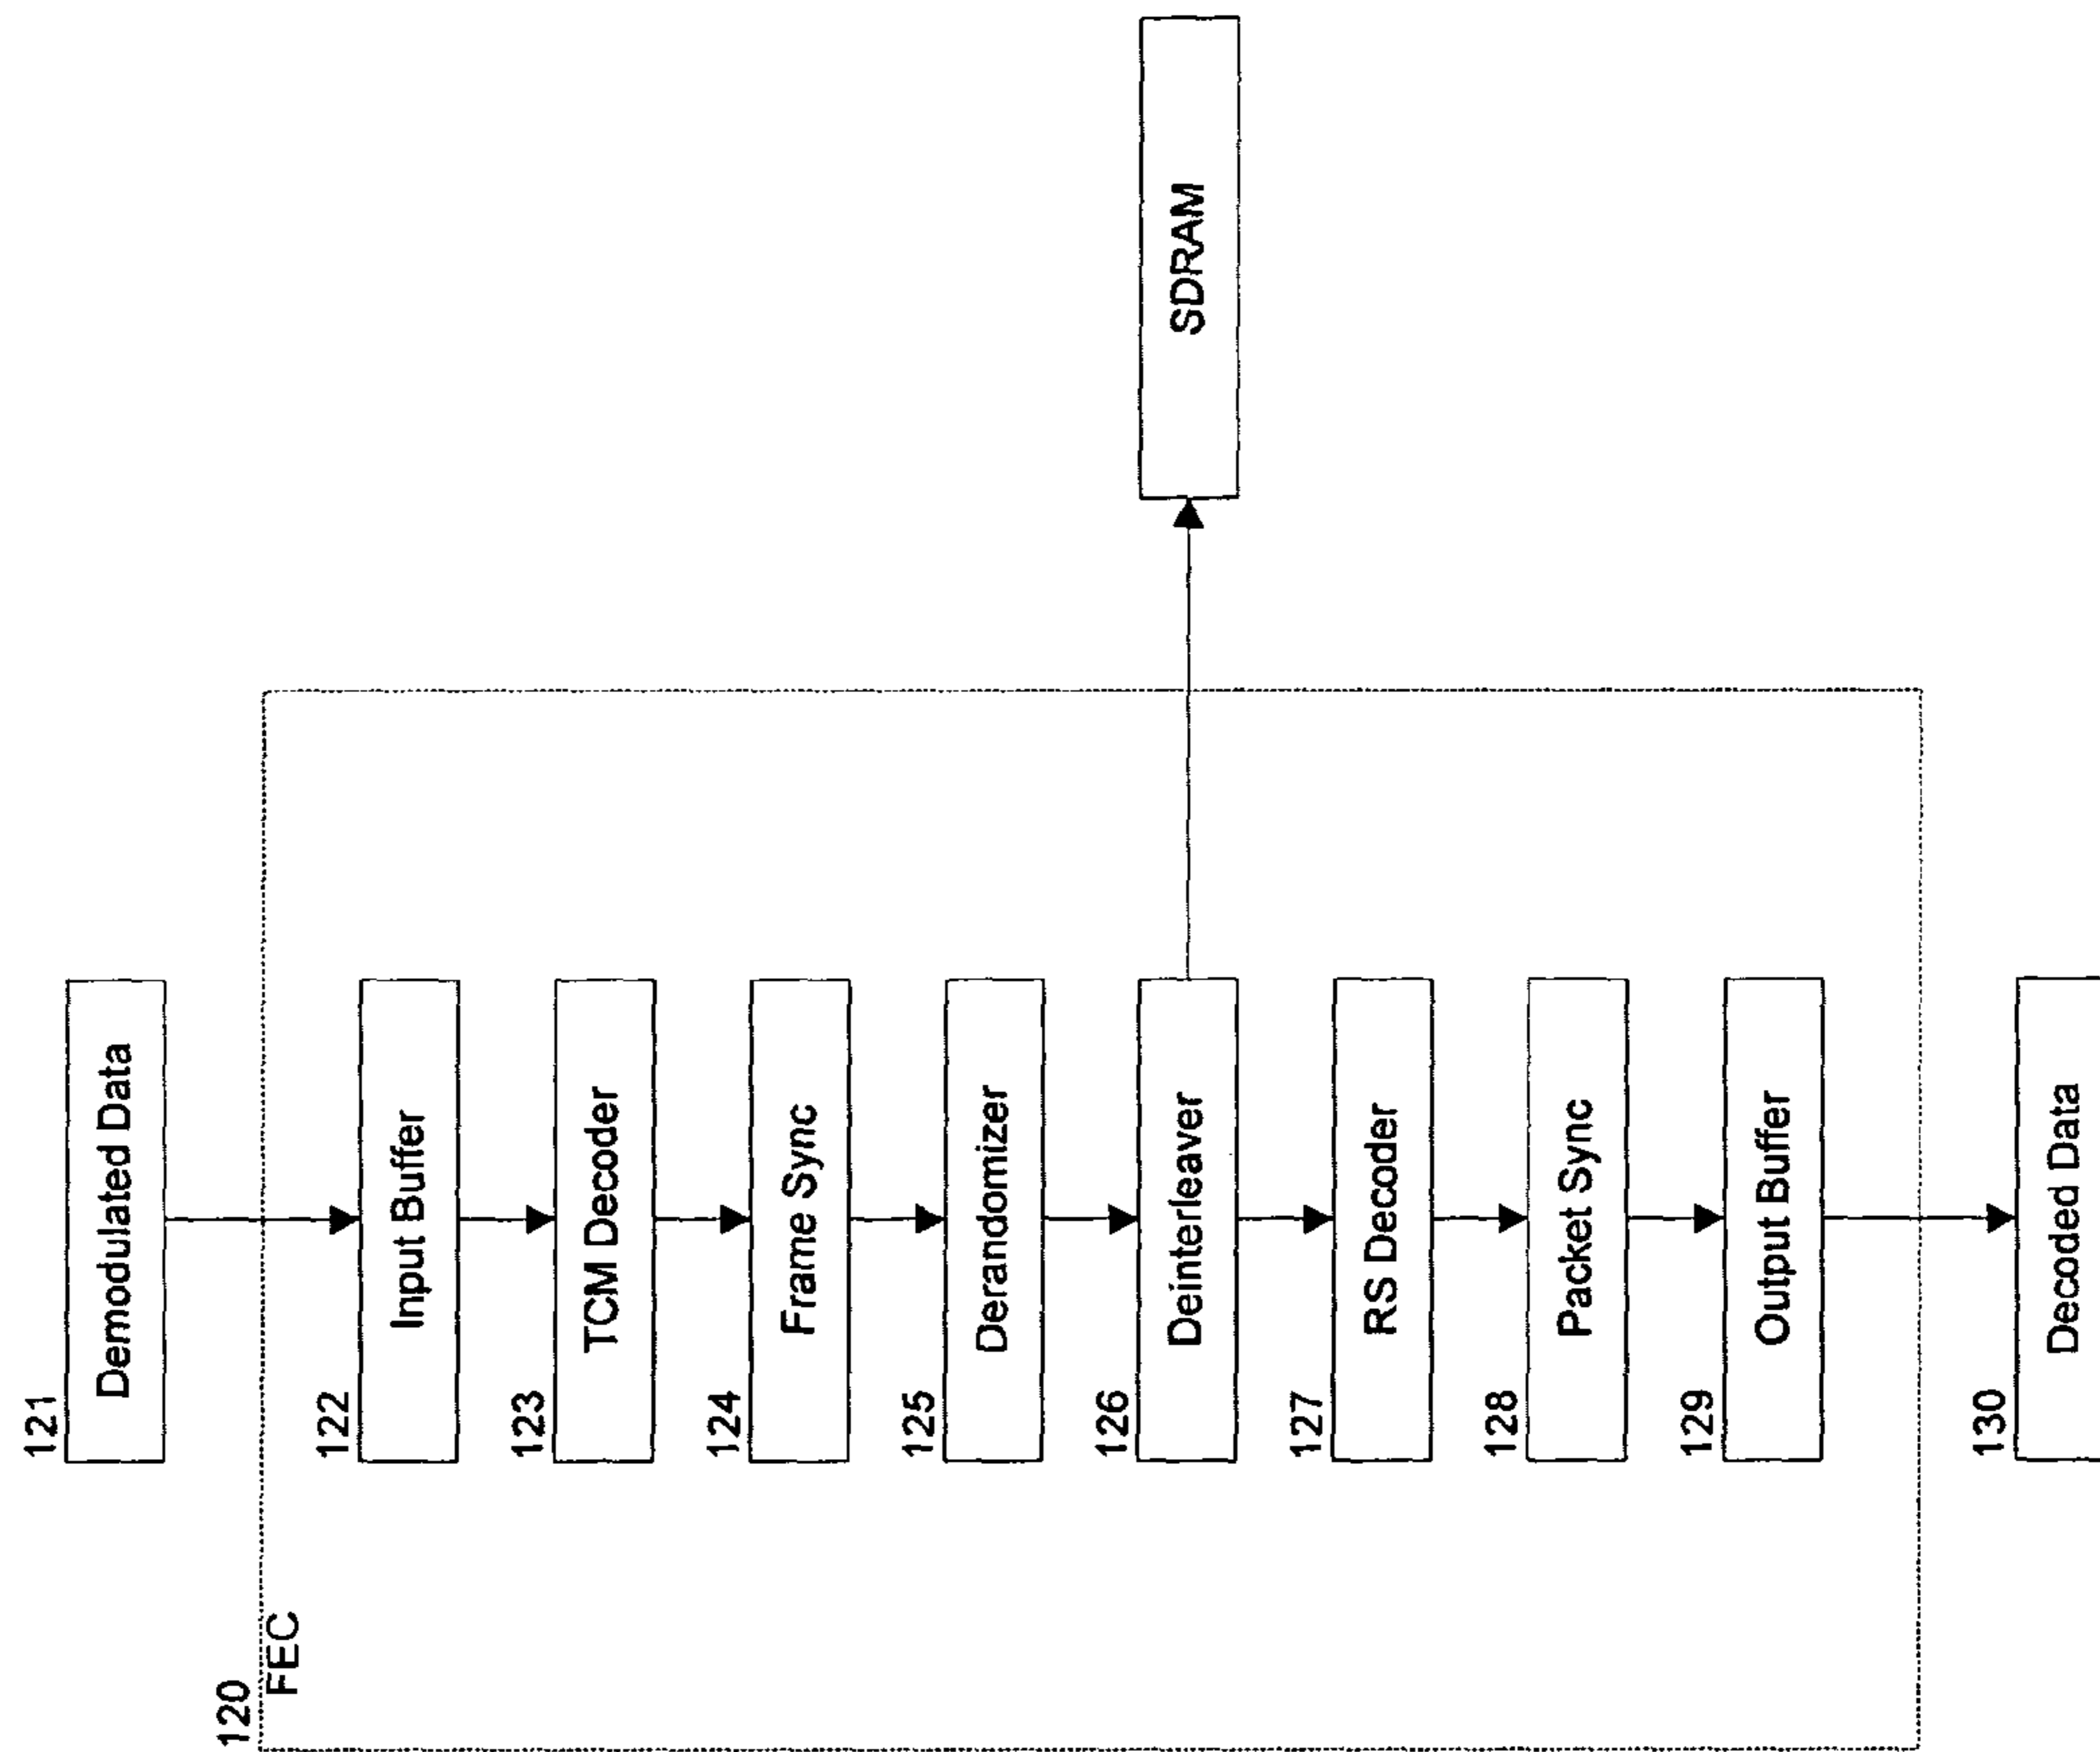 121
Demodulated Data
120
FEC
122
Input Buffer
123
TCM Decoder
124
Frame Sync
125
Derandomizer
126
Deinterleaver
SDRAM
127
RS Decoder
128
Packet Sync
129
Output Buffer
130
Decoded Data